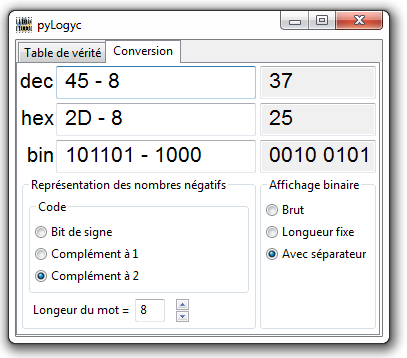 pyLogyc
Table de vérité Conversion
dec 45 - 8 37
hex 2D - 8 25
bin 101101 - 1000 0010 0101
Représentation des nombres négatifs
Code
Bit de signe
Complément à 1
Complément à 2
Longeur du mot = 8
Affichage binaire
Brut
Longueur fixe
Avec séparateur